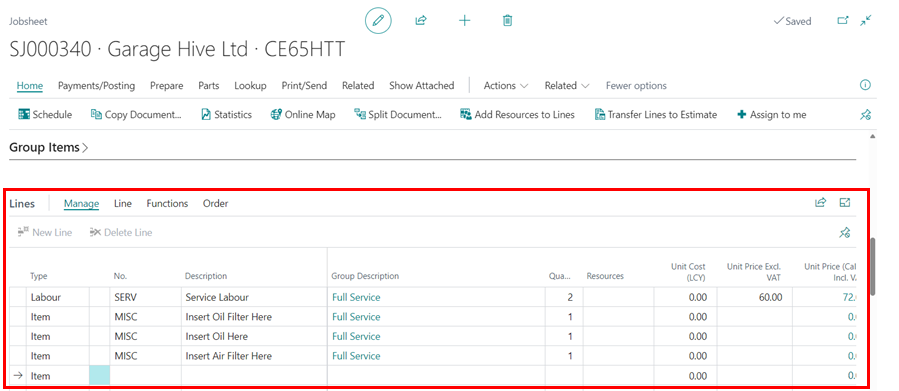 Jobsheet
Saved
SJ000340 · Garage Hive Ltd · CE65HTT
Home Payments/Posting Prepare Parts Lookup Print/Send Related Show Attached Actions Related Fewer options
Schedule Copy Document... Statistics Online Map Split Document... Add Resources to Lines Transfer Lines to Estimate Assign to me
Group Items
Lines Manage Line Functions Order
New Line Delete Line
Type No. Description Group Description Qua... Resources Unit Cost (LCY) Unit Price Excl. VAT Unit Price (Cal Incl. VA
Labour SERV Service Labour Full Service 2 0.00 60.00 72.
Item MISC Insert Oil Filter Here Full Service 1 0.00 0.
Item MISC Insert Oil Here Full Service 1 0.00 0.
Item MISC Insert Air Filter Here Full Service 1 0.00 0.
Item 0.00 0.